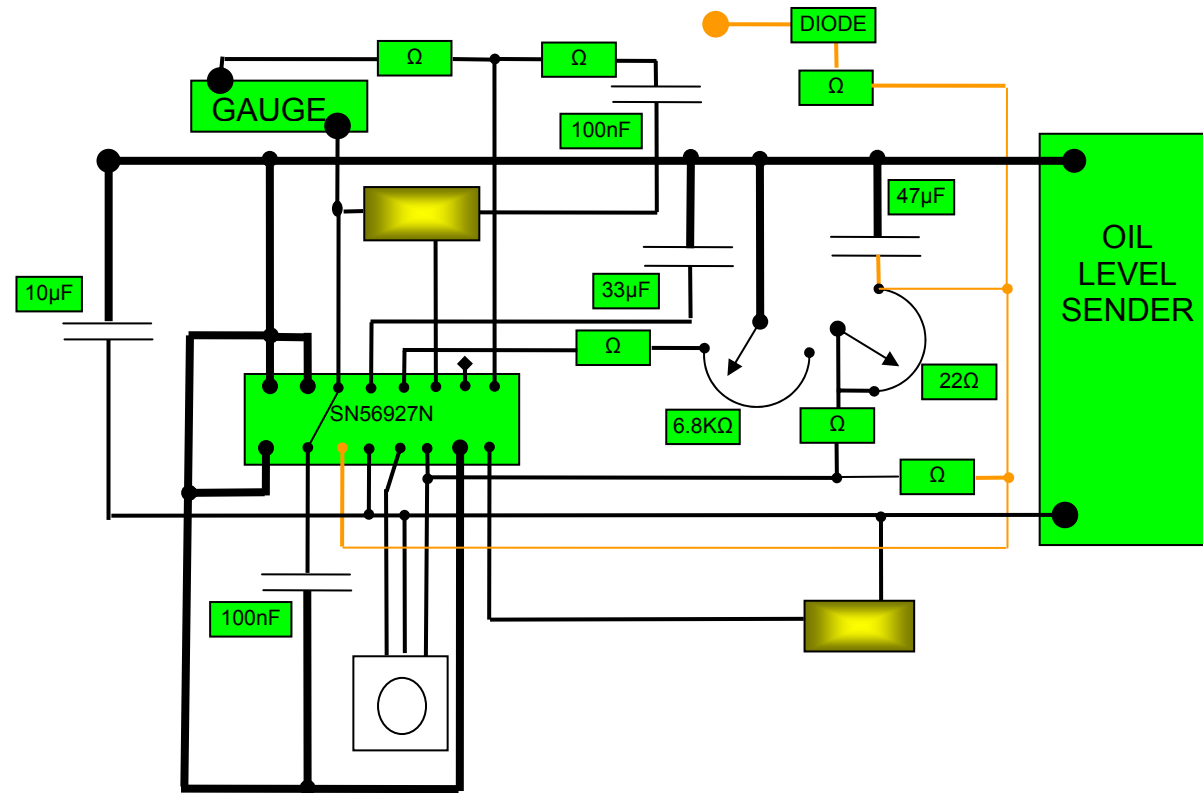 DIODE
Ω
Ω
Ω
GAUGE
100nF
47µF
OIL
LEVEL
SENDER
10µF
33µF
Ω
22Ω
SN56927N
6.8KΩ
Ω
Ω
100nF